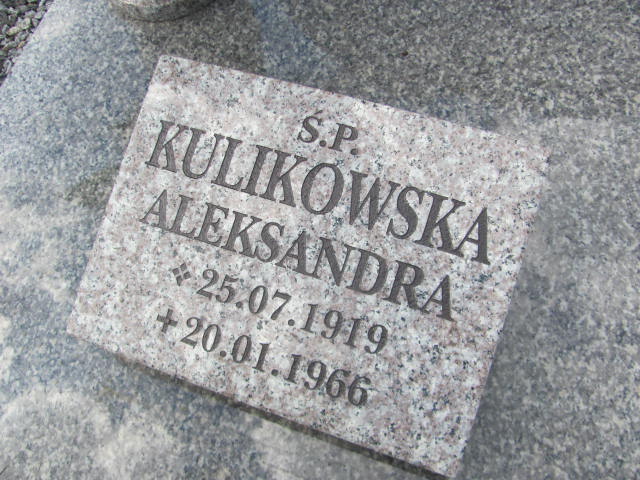 Ś.P.
KULIKOWSKA
ALEKSANDRA
25.07.1919
+ 20.01.1966